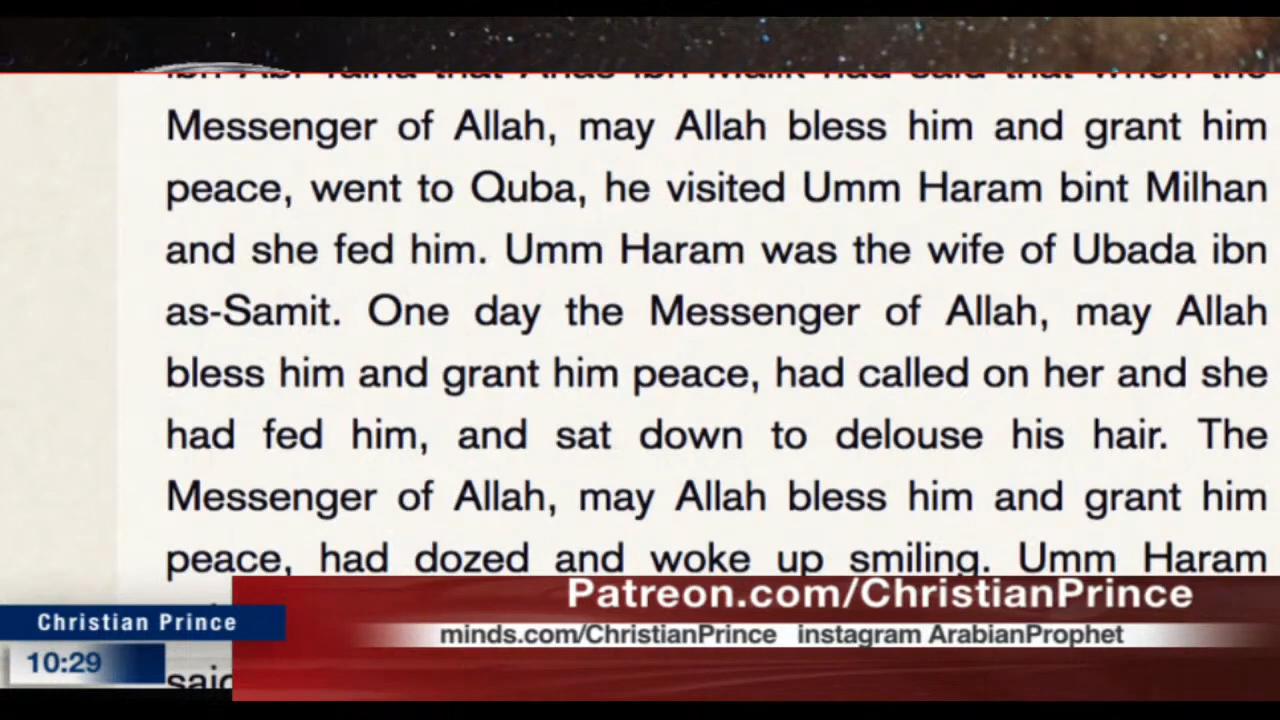 Messenger of Allah, may Allah bless him and grant him
peace, went to Quba, he visited Umm Haram bint Milhan
and she fed him. Umm Haram was the wife of Ubada ibn
as-Samit. One day the Messenger of Allah, may Allah
bless him and grant him peace, had called on her and she
had fed him, and sat down to delouse his hair. The
Messenger of Allah, may Allah bless him and grant him
peace, had dozed and woke up smiling. Umm Haram
Patreon.com/ChristianPrince
Christian Prince
minds.com/ChristianPrince instagram ArabianProphet
10:29